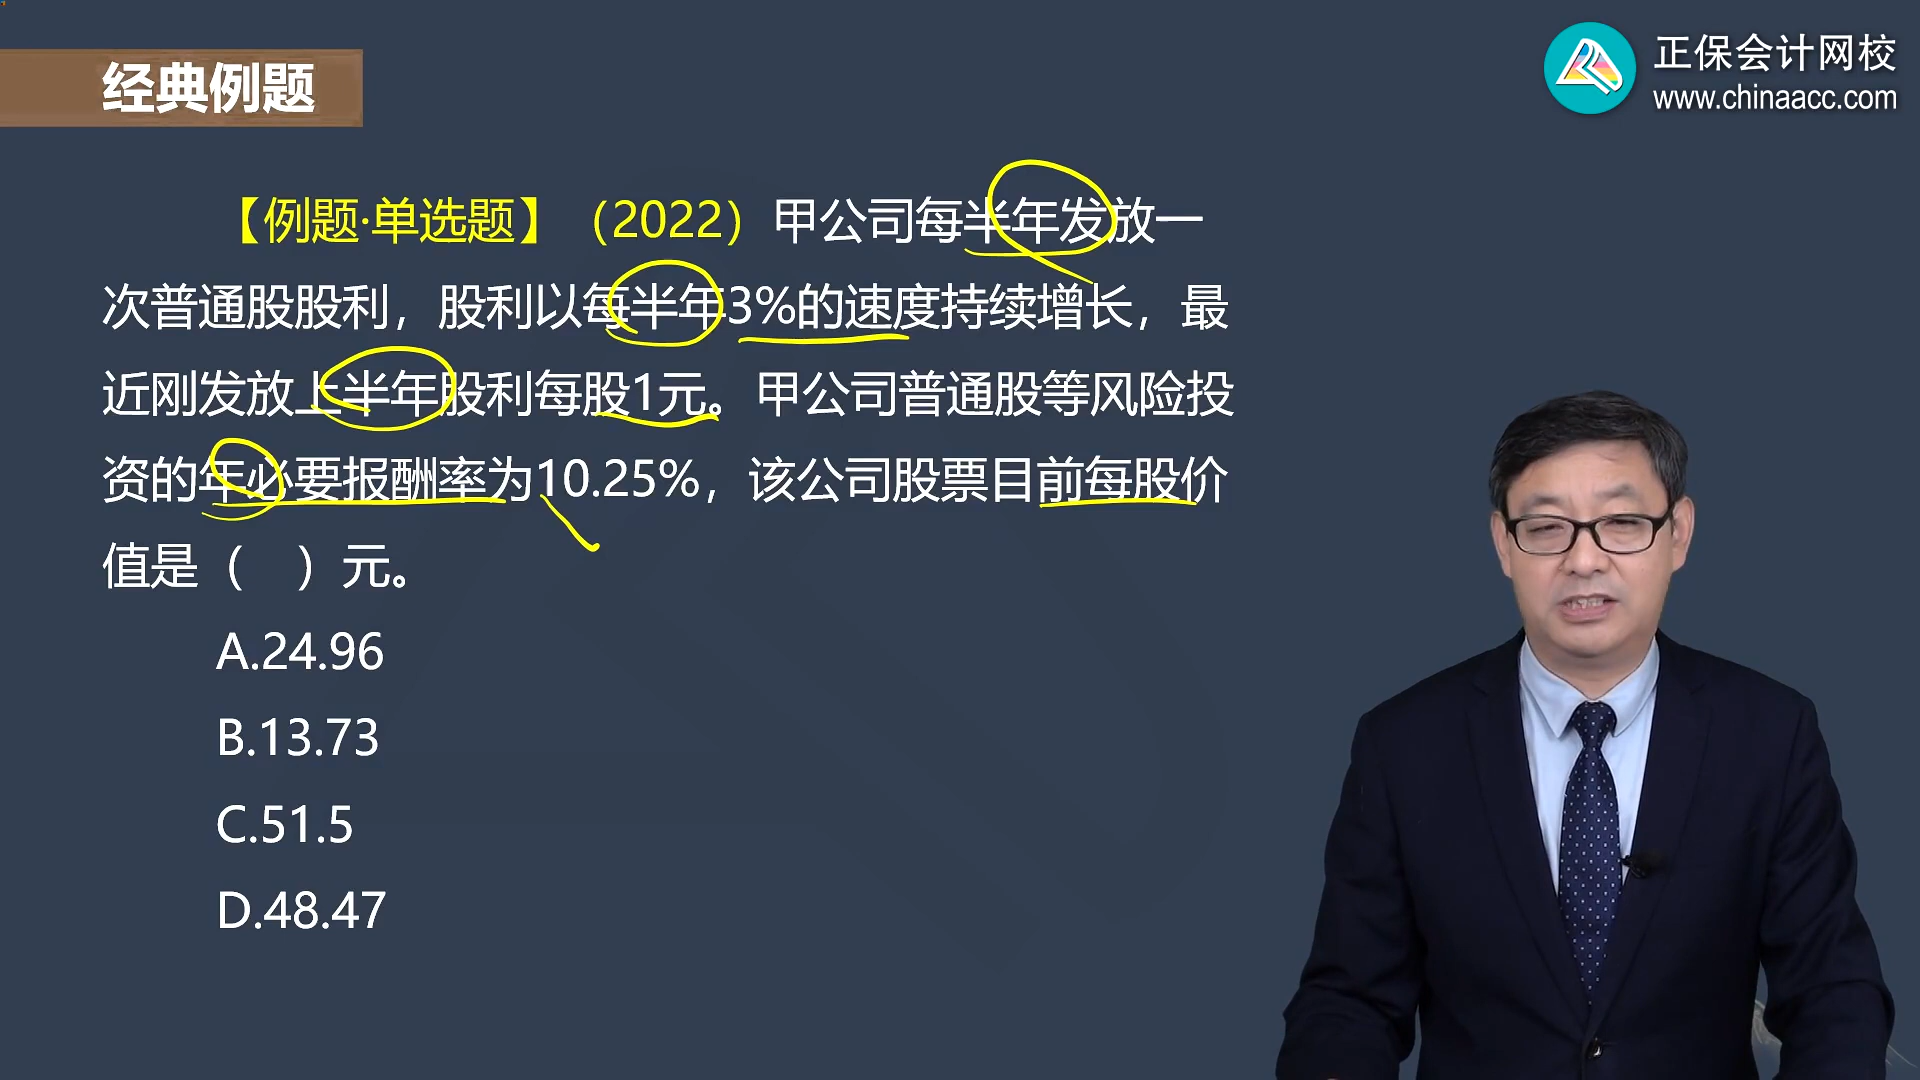 正保会计网校
www.chinaacc.com
经典例题
【例题·单选题】（2022）甲公司每半年发放一
次普通股股利，股利以每半年3%的速度持续增长，最
近刚发放上半年股利每股1元。甲公司普通股等风险投
资的年必要报酬率为10.25%，该公司股票目前每股价
值是（ ）元。
A.24.96
B.13.73
C.51.5
D.48.47